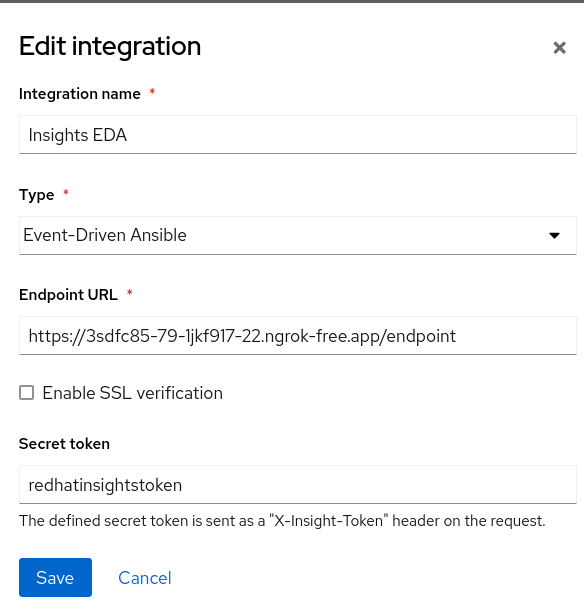 Edit integration
Integration name *
Insights EDA
Type *
Event-Driven Ansible
Endpoint URL *
https://3sdfc85-79-1jkf917-22.ngrok-free.app/endpoint
Enable SSL verification
Secret token
redhatinsightstoken
The defined secret token is sent as a "X-Insight-Token" header on the request.
Save Cancel